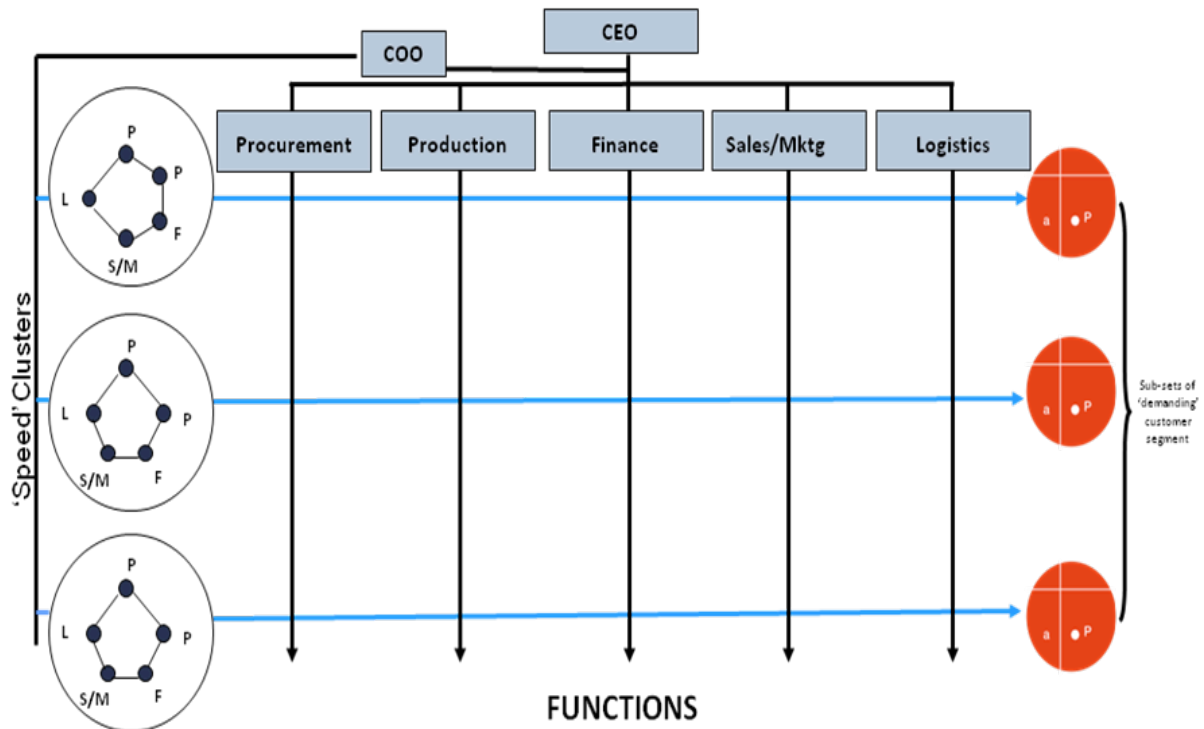 CEO
COO
Procurement
Production
Finance
Sales/Mktg
Logistics
'Speed' Clusters
P
P
L
F
S/M
a
P
P
L
P
S/M
F
a
P
Sub-sets of
'demanding'
customer
segment
P
L
P
S/M
F
a
P
FUNCTIONS